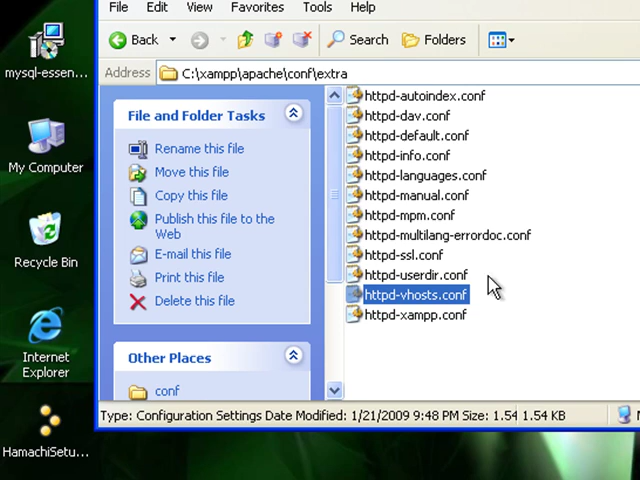 File Edit View Favorites Tools Help
mysql-essen...
Back Search Folders
Address C:\xampp\apache\conf\extra
File and Folder Tasks
Rename this file
Move this file
Copy this file
Publish this file to the
Web
E-mail this file
Print this file
Delete this file
Other Places
conf
httpd-autoindex.conf
httpd-dav.conf
httpd-default.conf
httpd-info.conf
httpd-languages.conf
httpd-manual.conf
httpd-mpm.conf
httpd-multilang-errordoc.conf
httpd-ssl.conf
httpd-userdir.conf
httpd-vhosts.conf
httpd-xampp.conf
My Computer
Recycle Bin
Internet
Explorer
HamachiSetu...
Type: Configuration Settings Date Modified: 1/21/2009 9:48 PM Size: 1.54 1.54 KB